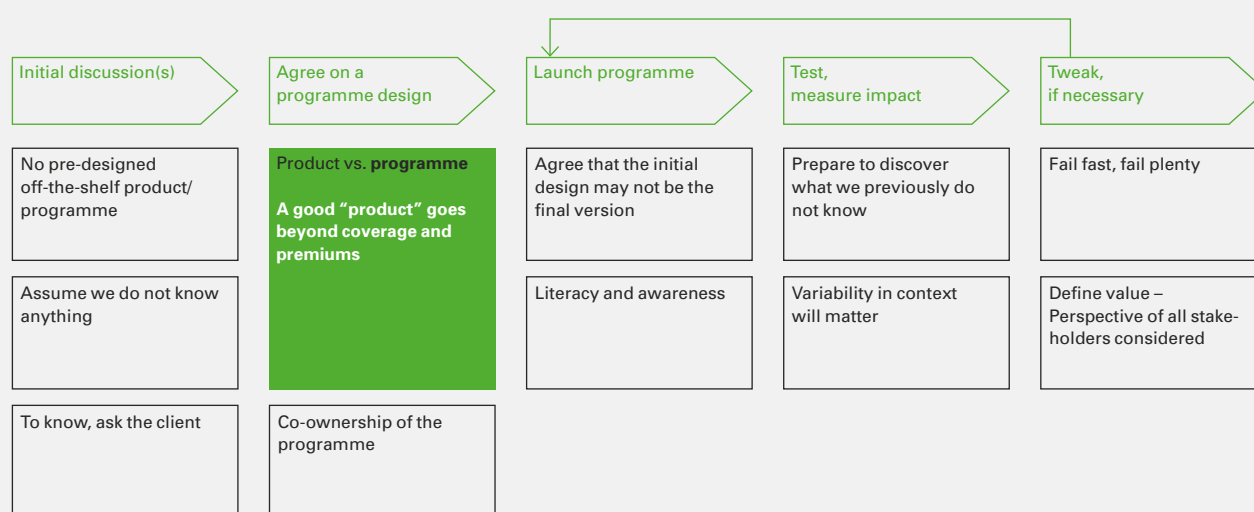 Initial discussion(s)
Agree on a
programme design
Launch programme
Test,
measure impact
Tweak,
if necessary
No pre-designed
off-the-shelf product/
programme
Product vs. programme
A good “product” goes
beyond coverage and
premiums
Agree that the initial
design may not be the
final version
Prepare to discover
what we previously do
not know
Fail fast, fail plenty
Assume we do not know
anything
Literacy and awareness
Variability in context
will matter
Define value –
Perspective of all stake-
holders considered
To know, ask the client
Co-ownership of the
programme